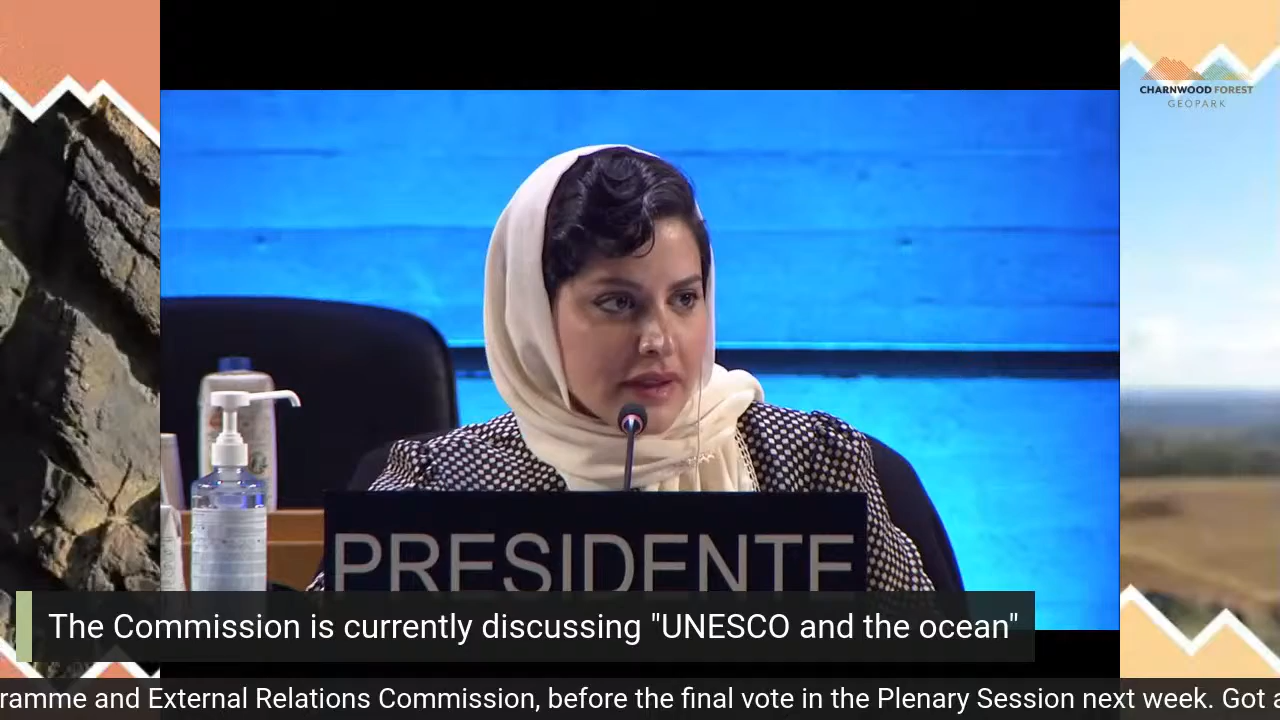 CHARNWOOD FOREST
GEOPARK
PRESIDENTE
The Commission is currently discussing "UNESCO and the ocean"
ramme and External Relations Commission, before the final vote in the Plenary Session next week. Got a